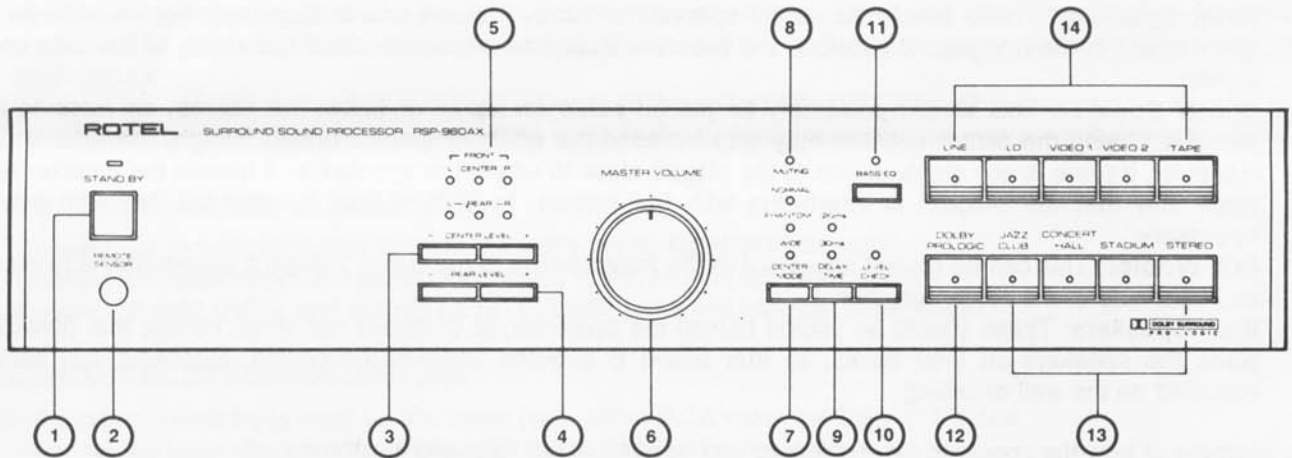 5
8
11
14
ROTEL SURROUND SOUND PROCESSOR RSP-960AX
STAND BY
REMOTE SENSOR
FRONT
L CENTER R
L REAR R
- CENTER LEVEL +
- REAR LEVEL +
MASTER VOLUME
MUTING
NORMAL
PHANTOM
WIDE
CENTER MODE
20ms
30ms
DELAY TIME
BASS EQ
LEVEL CHECK
LINE LD VIDEO 1 VIDEO 2 TAPE
DOLBY PROLOGIC JAZZ CLUB CONCERT HALL STADIUM STEREO
DOLBY SURROUND
PRO·LOGIC
1
2
3
4
6
7
9
10
12
13